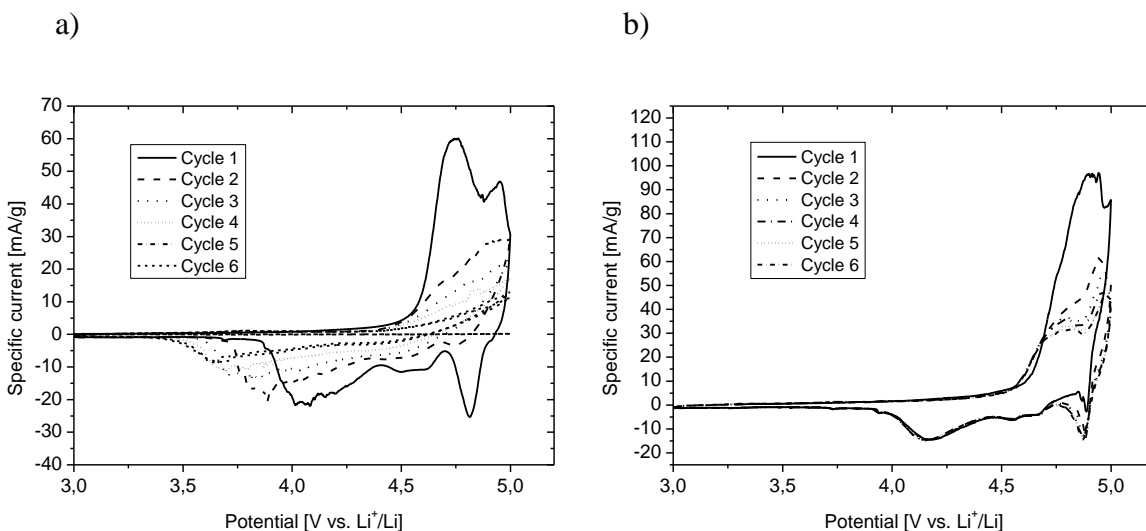 a)
70
60
50
40
30
20
10
0
-10
-20
-30
-40
Specific current [mA/g]
Cycle 1
Cycle 2
Cycle 3
Cycle 4
Cycle 5
Cycle 6
3,0 3,5 4,0 4,5 5,0
Potential [V vs. Li⁺/Li]
b)
120
110
100
90
80
70
60
50
40
30
20
10
0
-10
-20
Specific current [mA/g]
Cycle 1
Cycle 2
Cycle 3
Cycle 4
Cycle 5
Cycle 6
3,0 3,5 4,0 4,5 5,0
Potential [V vs. Li⁺/Li]